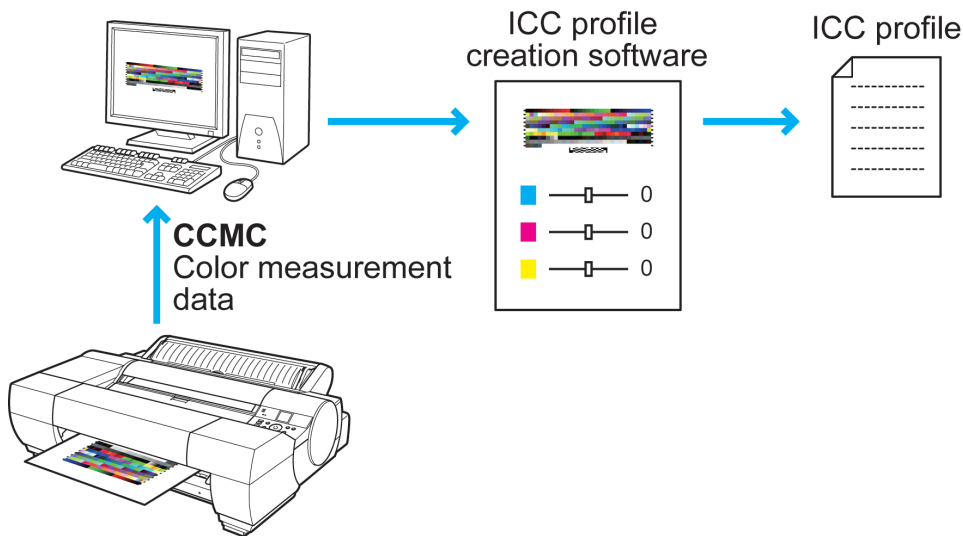 ICC profile
creation software
ICC profile
0
0
0
CCMC
Color measurement
data